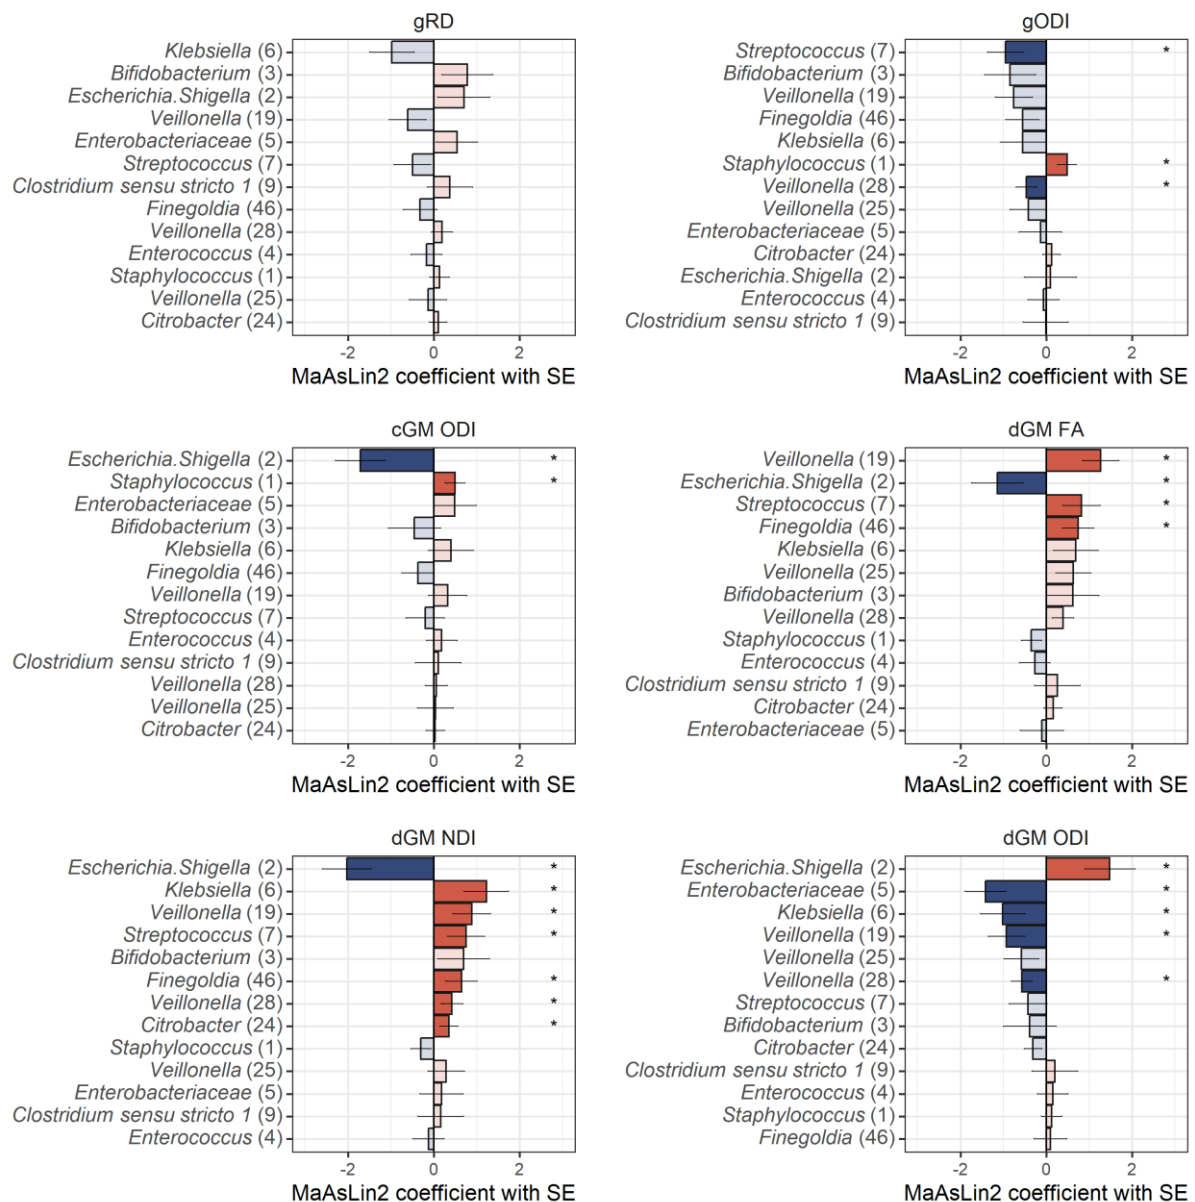 gRD
Klebsiella (6)
Bifidobacterium (3)
Escherichia.Shigella (2)
Veillonella (19)
Enterobacteriaceae (5)
Streptococcus (7)
Clostridium sensu stricto 1 (9)
Finegoldia (46)
Veillonella (28)
Enterococcus (4)
Staphylococcus (1)
Veillonella (25)
Citrobacter (24)
-2 0 2
MaAsLin2 coefficient with SE
gODI
Streptococcus (7) *
Bifidobacterium (3)
Veillonella (19)
Finegoldia (46)
Klebsiella (6)
Staphylococcus (1) *
Veillonella (28) *
Veillonella (25)
Enterobacteriaceae (5)
Citrobacter (24)
Escherichia.Shigella (2)
Enterococcus (4)
Clostridium sensu stricto 1 (9)
-2 0 2
MaAsLin2 coefficient with SE
cGM ODI
Escherichia.Shigella (2) *
Staphylococcus (1) *
Enterobacteriaceae (5)
Bifidobacterium (3)
Klebsiella (6)
Finegoldia (46)
Veillonella (19)
Streptococcus (7)
Enterococcus (4)
Clostridium sensu stricto 1 (9)
Veillonella (28)
Veillonella (25)
Citrobacter (24)
-2 0 2
MaAsLin2 coefficient with SE
dGM FA
Veillonella (19) *
Escherichia.Shigella (2) *
Streptococcus (7) *
Finegoldia (46) *
Klebsiella (6)
Veillonella (25)
Bifidobacterium (3)
Veillonella (28)
Staphylococcus (1)
Enterococcus (4)
Clostridium sensu stricto 1 (9)
Citrobacter (24)
Enterobacteriaceae (5)
-2 0 2
MaAsLin2 coefficient with SE
dGM NDI
Escherichia.Shigella (2) *
Klebsiella (6) *
Veillonella (19) *
Streptococcus (7) *
Bifidobacterium (3)
Finegoldia (46) *
Veillonella (28) *
Citrobacter (24) *
Staphylococcus (1)
Veillonella (25)
Enterobacteriaceae (5)
Clostridium sensu stricto 1 (9)
Enterococcus (4)
-2 0 2
MaAsLin2 coefficient with SE
dGM ODI
Escherichia.Shigella (2) *
Enterobacteriaceae (5) *
Klebsiella (6) *
Veillonella (19) *
Veillonella (25)
Veillonella (28) *
Streptococcus (7)
Bifidobacterium (3)
Citrobacter (24)
Clostridium sensu stricto 1 (9)
Enterococcus (4)
Staphylococcus (1)
Finegoldia (46)
-2 0 2
MaAsLin2 coefficient with SE